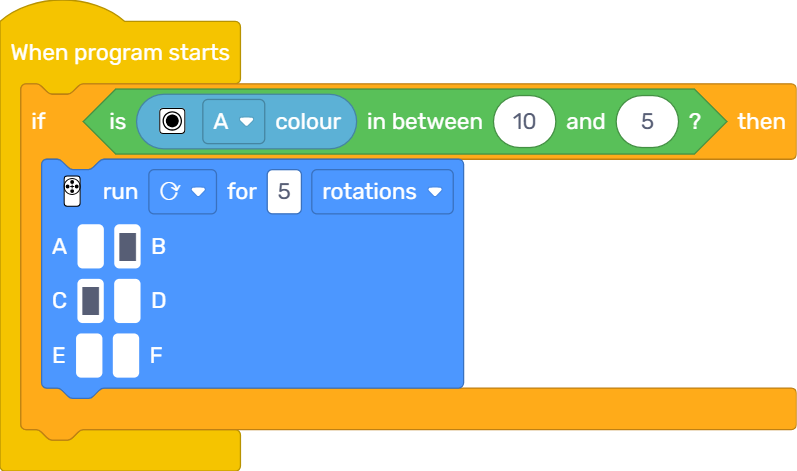 When program starts
if is A colour in between 10 and 5 ? then
run for 5 rotations
A B
C D
E F